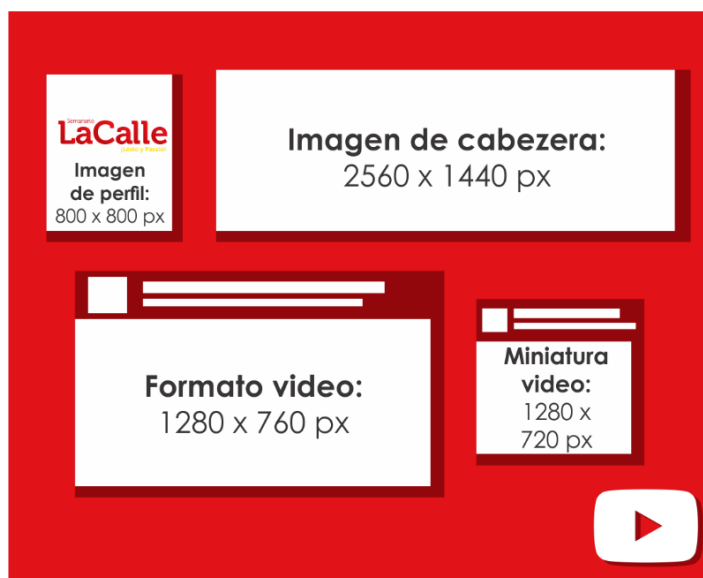 Semanario
LaCalle
Imagen
de perfil:
800 x 800 px
Imagen de cabezera:
2560 x 1440 px
Formato video:
1280 x 760 px
Miniatura
video:
1280 x
720 px